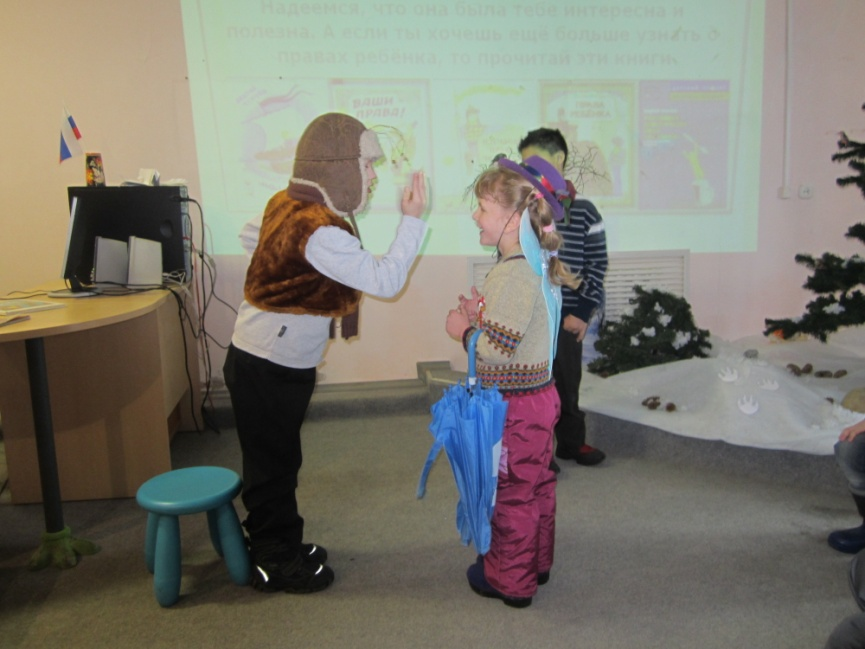 Надеемся, что она была тебе интересна и
полезна. А если ты хочешь ещё больше узнать о
правах ребёнка, то прочитай эти книги.
ВАШИ
ПРАВА!